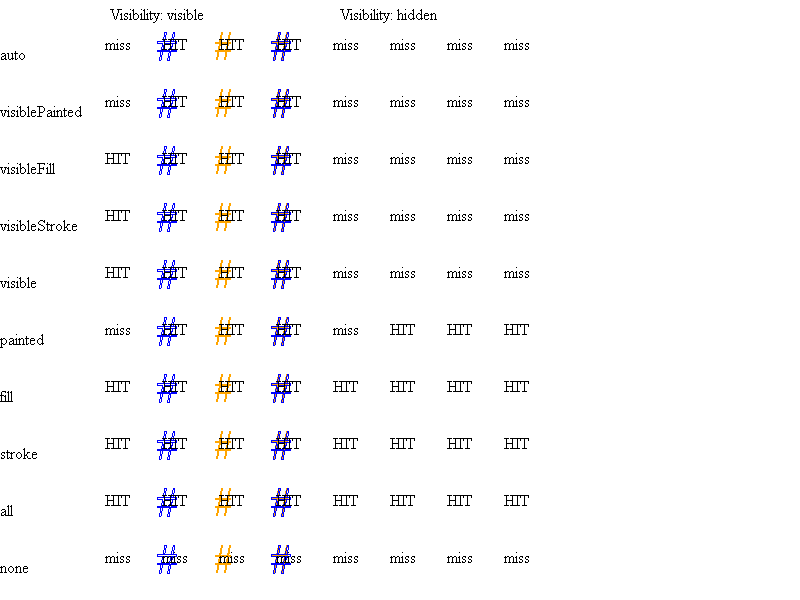 Visibility: visible Visibility: hidden
auto miss # HIT # HIT # HIT miss miss miss miss
visiblePainted miss # HIT # HIT # HIT miss miss miss miss
visibleFill HIT # HIT # HIT # HIT miss miss miss miss
visibleStroke HIT # HIT # HIT # HIT miss miss miss miss
visible HIT # HIT # HIT # HIT miss miss miss miss
painted miss # HIT # HIT # HIT miss HIT HIT HIT
fill HIT # HIT # HIT # HIT HIT HIT HIT HIT
stroke HIT # HIT # HIT # HIT HIT HIT HIT HIT
all HIT # HIT # HIT # HIT HIT HIT HIT HIT
none miss # miss # miss # miss miss miss miss miss